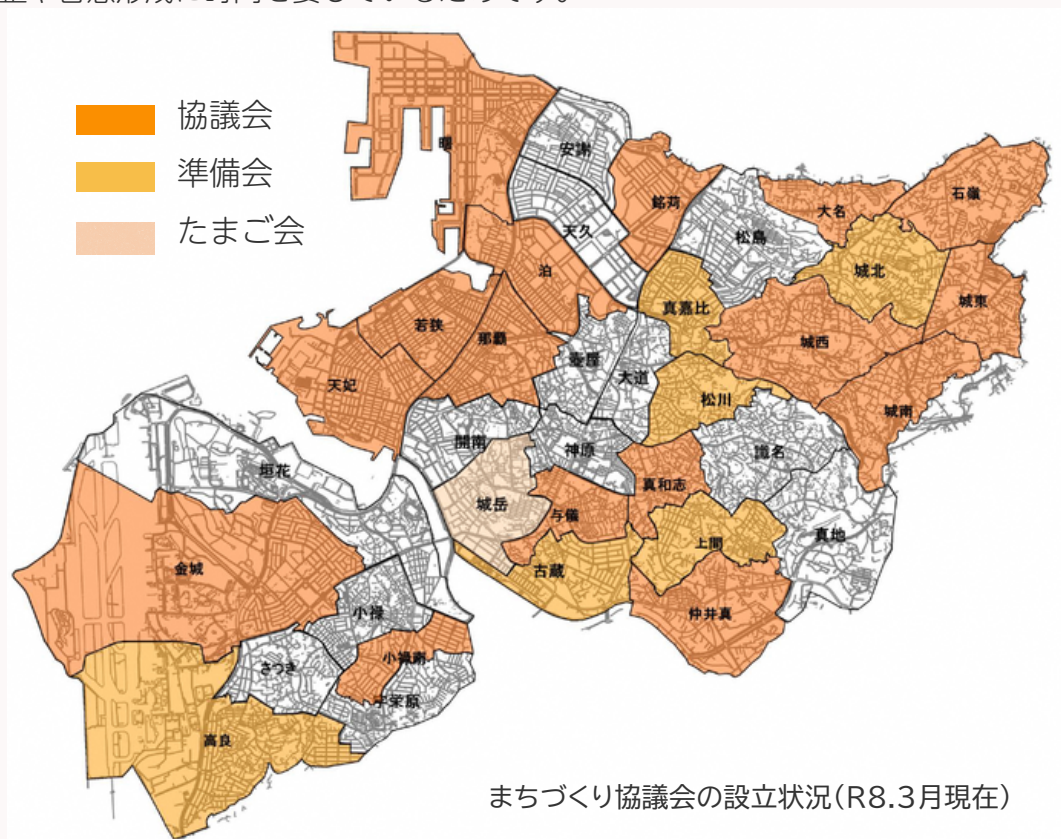 協議会
準備会
たまご会
曙
安謝
銘苅
天久
松島
大名
石嶺
城北
城東
泊
真嘉比
若狭
那覇
城西
天妃
壺屋
大道
松川
城南
開南
神原
識名
垣花
城岳
与儀
真和志
上間
真地
古蔵
金城
小禄
仲井真
さつき
小禄南
宇栄原
高良
まちづくり協議会の設立状況(R8.3月現在)